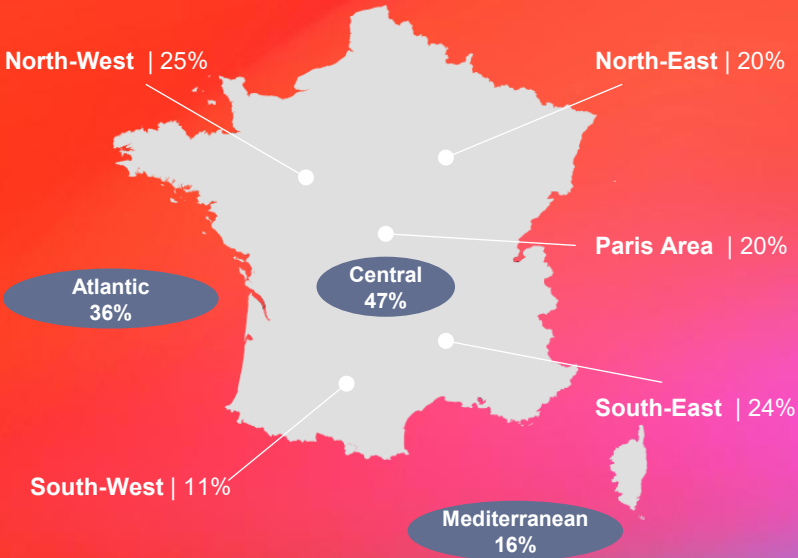 North-West | 25%
North-East | 20%
Paris Area | 20%
Atlantic
36%
Central
47%
South-East | 24%
South-West | 11%
Mediterranean
16%